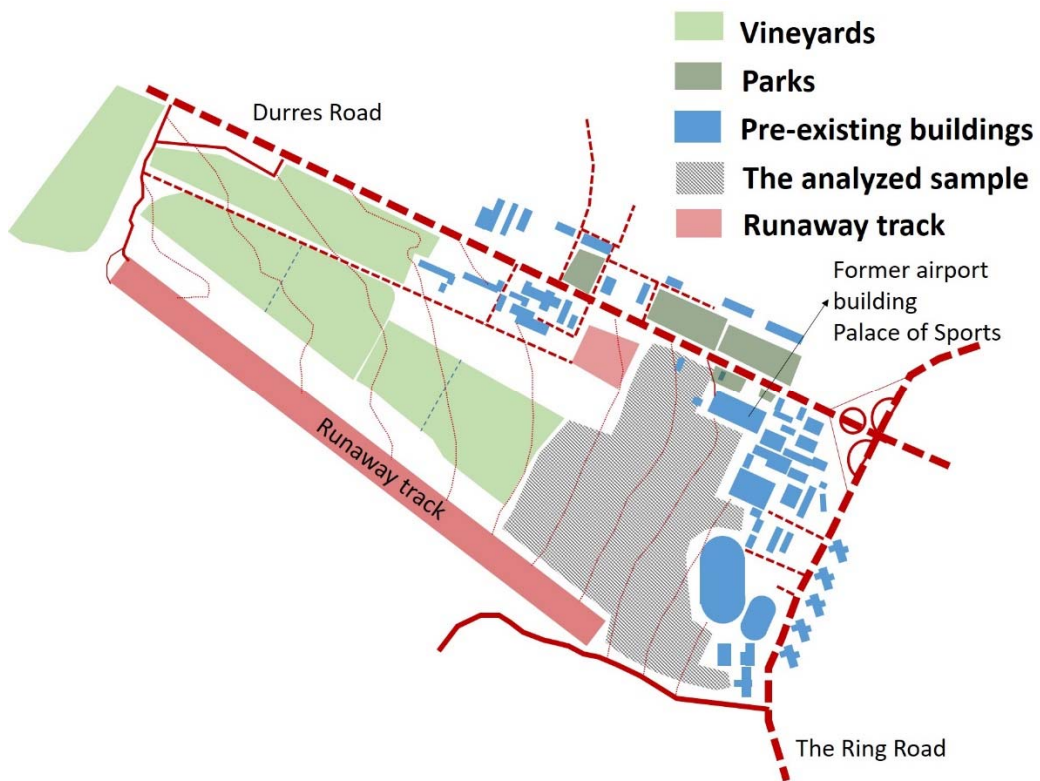 Vineyards
Parks
Durres Road
Pre-existing buildings
The analyzed sample
Runaway track
Former airport
building
Palace of Sports
Runaway track
The Ring Road